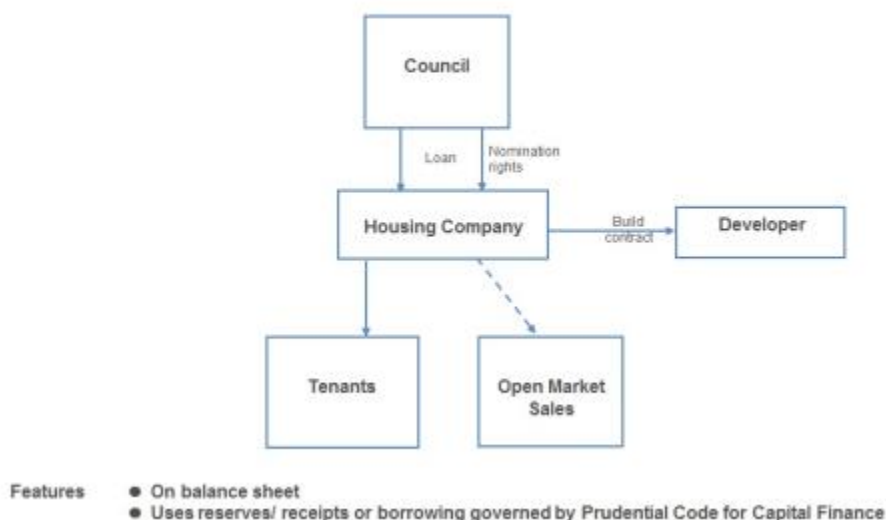 Council
Loan
Nomination
rights
Housing Company
Build
contract
Developer
Tenants
Open Market
Sales
Features
● On balance sheet
● Uses reserves/ receipts or borrowing governed by Prudential Code for Capital Finance